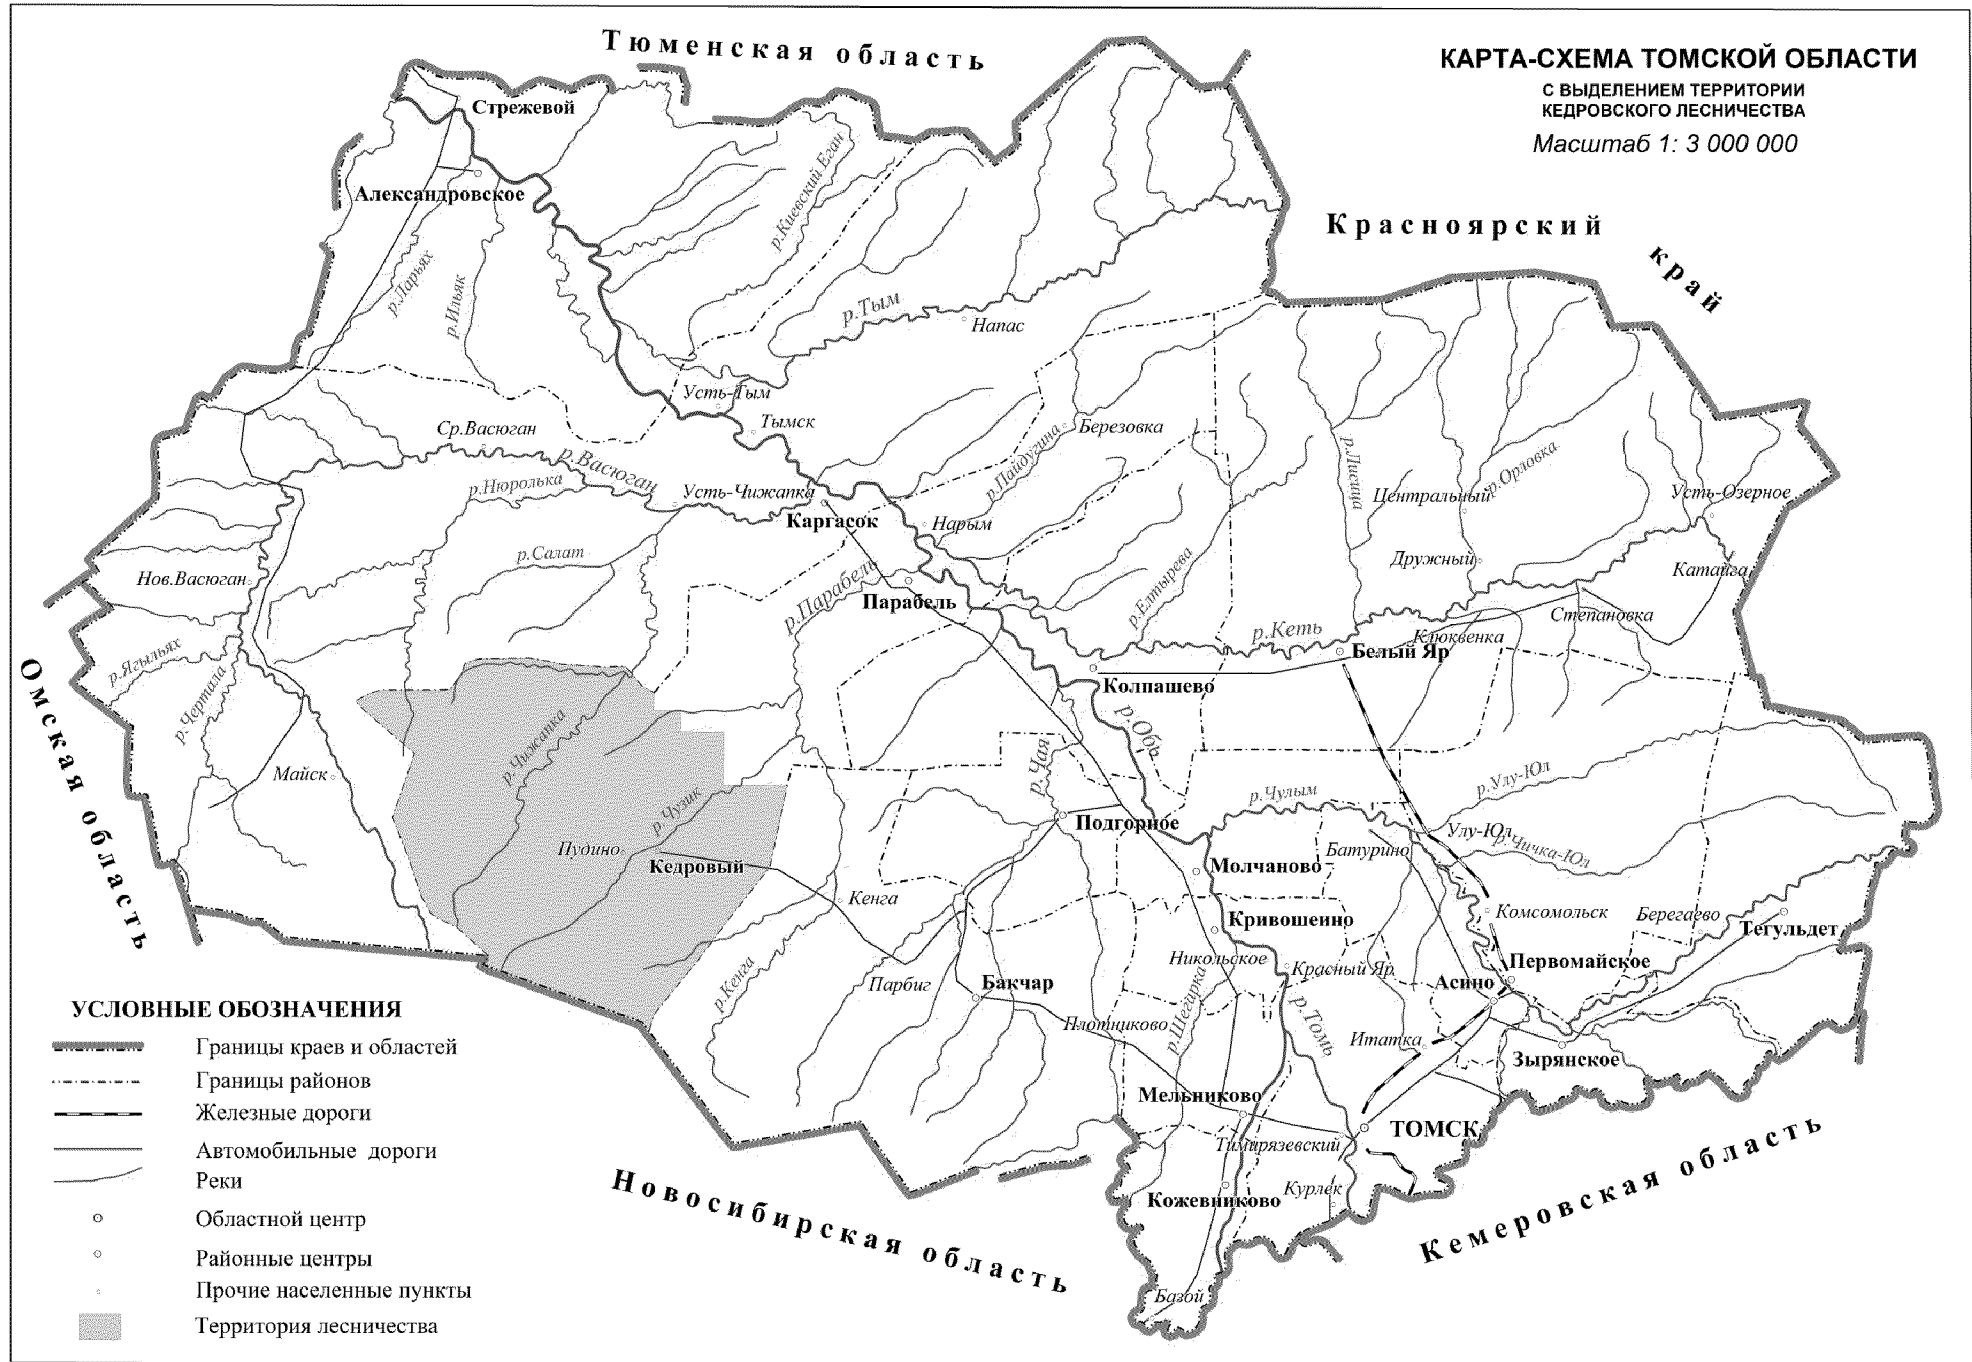 КАРТА-СХЕМА ТОМСКОЙ ОБЛАСТИ
С ВЫДЕЛЕНИЕМ ТЕРРИТОРИИ
КЕДРОВСКОГО ЛЕСНИЧЕСТВА
Масштаб 1: 3 000 000
Тюменская область
Красноярский край
Омская область
Новосибирская область
Кемеровская область
Стрежевой
Александровское
р.Киевский Еган
р.Ларьях
р.Ильяк
р.Тым
Напас
Усть-Тым
Тымск
Ср.Васюган
р.Васюган
р.Нюролька
Усть-Чижапка
Каргасок
р.Пайдугина
Березовка
Нарым
р.Салат
р.Парабель
Парабель
р.Елтырева
р.Лисица
Центральный
р.Орловка
Усть-Озерное
Дружный
Катайга
Степановка
Клюквенка
р.Кеть
Белый Яр
Колпашево
р.Обь
Нов.Васюган
р.Ягыльях
р.Чертала
Майск
р.Чижапка
р.Чузик
Пудино
Кедровый
р.Чая
Подгорное
р.Чулым
р.Улу-Юл
Улу-Юл
р.Чичка-Юл
Батурино
Молчаново
Кенга
Кривошеино
Комсомольск
Берегаево
Тегульдет
Никольское
Красный Яр
Первомайское
Асино
р.Кенга
Парбиг
Бакчар
Плотниково
р.Шегарка
р.Томь
Итатка
Зырянское
Мельниково
ТОМСК
Тимирязевский
Кожевниково
Курлек
Базой
УСЛОВНЫЕ ОБОЗНАЧЕНИЯ
Границы краев и областей
Границы районов
Железные дороги
Автомобильные дороги
Реки
Областной центр
Районные центры
Прочие населенные пункты
Территория лесничества